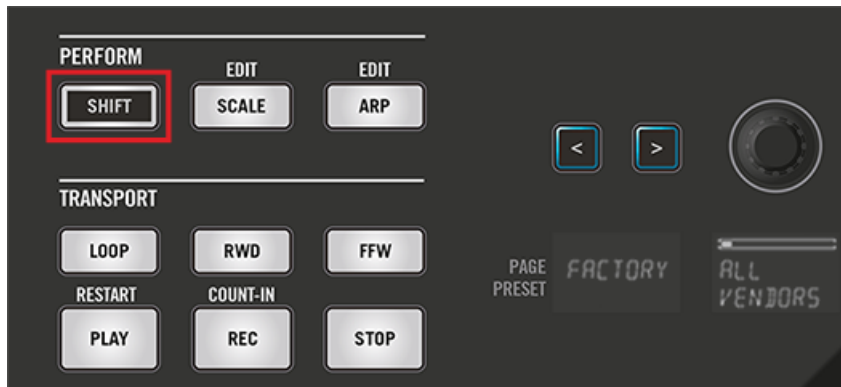 PERFORM
EDIT EDIT
SHIFT SCALE ARP
< >
TRANSPORT
LOOP RWD FFW
RESTART COUNT-IN
PLAY REC STOP
PAGE
PRESET
FACTORY
ALL
VENDORS